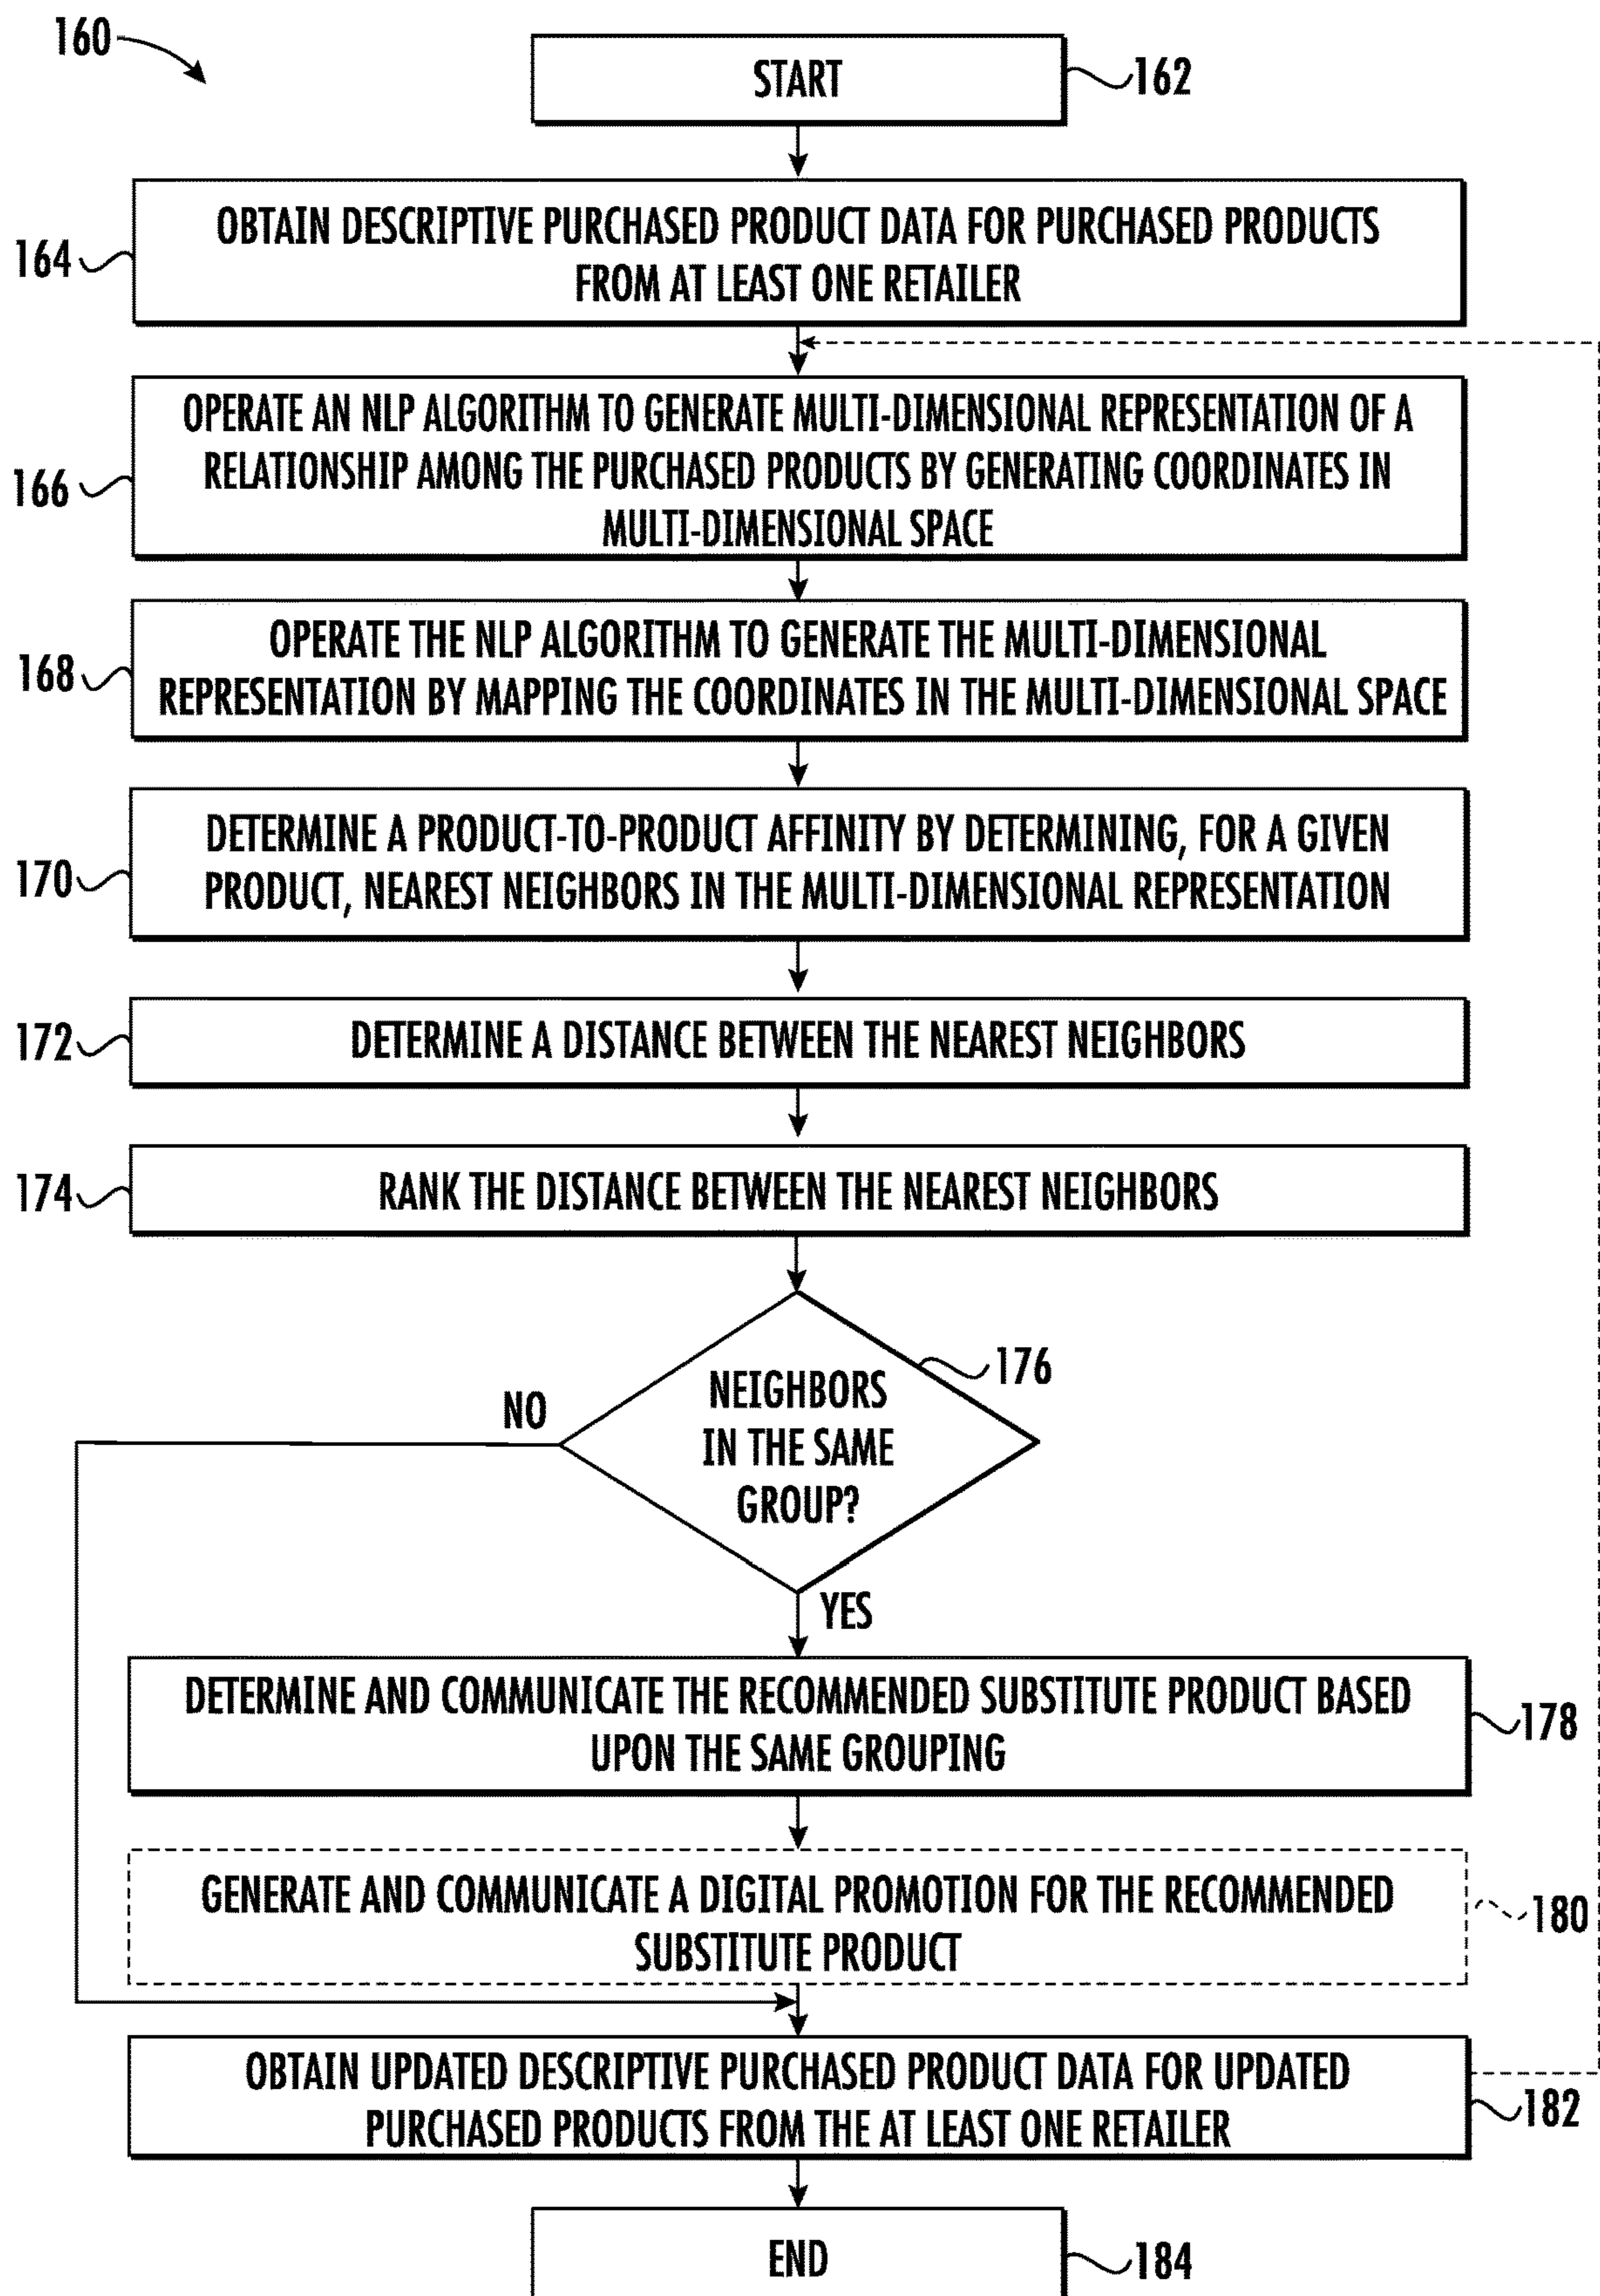 160
START
162
OBTAIN DESCRIPTIVE PURCHASED PRODUCT DATA FOR PURCHASED PRODUCTS
FROM AT LEAST ONE RETAILER
164
OPERATE AN NLP ALGORITHM TO GENERATE MULTI-DIMENSIONAL REPRESENTATION OF A
RELATIONSHIP AMONG THE PURCHASED PRODUCTS BY GENERATING COORDINATES IN
MULTI-DIMENSIONAL SPACE
166
OPERATE THE NLP ALGORITHM TO GENERATE THE MULTI-DIMENSIONAL
REPRESENTATION BY MAPPING THE COORDINATES IN THE MULTI-DIMENSIONAL SPACE
168
DETERMINE A PRODUCT-TO-PRODUCT AFFINITY BY DETERMINING, FOR A GIVEN
PRODUCT, NEAREST NEIGHBORS IN THE MULTI-DIMENSIONAL REPRESENTATION
170
DETERMINE A DISTANCE BETWEEN THE NEAREST NEIGHBORS
172
RANK THE DISTANCE BETWEEN THE NEAREST NEIGHBORS
174
NEIGHBORS
IN THE SAME
GROUP?
176
NO
YES
DETERMINE AND COMMUNICATE THE RECOMMENDED SUBSTITUTE PRODUCT BASED
UPON THE SAME GROUPING
178
GENERATE AND COMMUNICATE A DIGITAL PROMOTION FOR THE RECOMMENDED
SUBSTITUTE PRODUCT
180
OBTAIN UPDATED DESCRIPTIVE PURCHASED PRODUCT DATA FOR UPDATED
PURCHASED PRODUCTS FROM THE AT LEAST ONE RETAILER
182
END
184